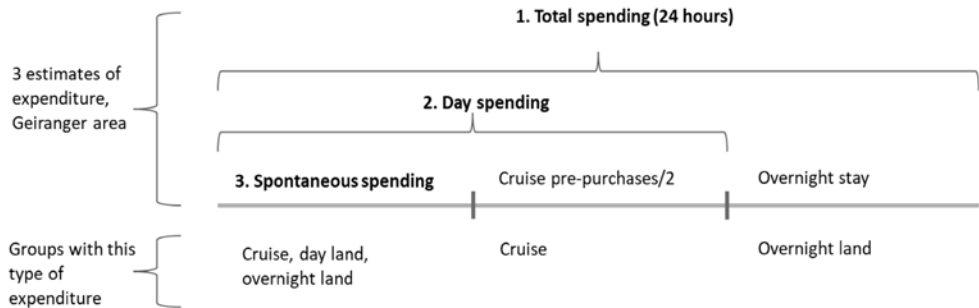 1. Total spending (24 hours)
3 estimates of
expenditure,
Geiranger area
2. Day spending
3. Spontaneous spending
Cruise pre-purchases/2
Overnight stay
Groups with this
type of
expenditure
Cruise, day land,
overnight land
Cruise
Overnight land